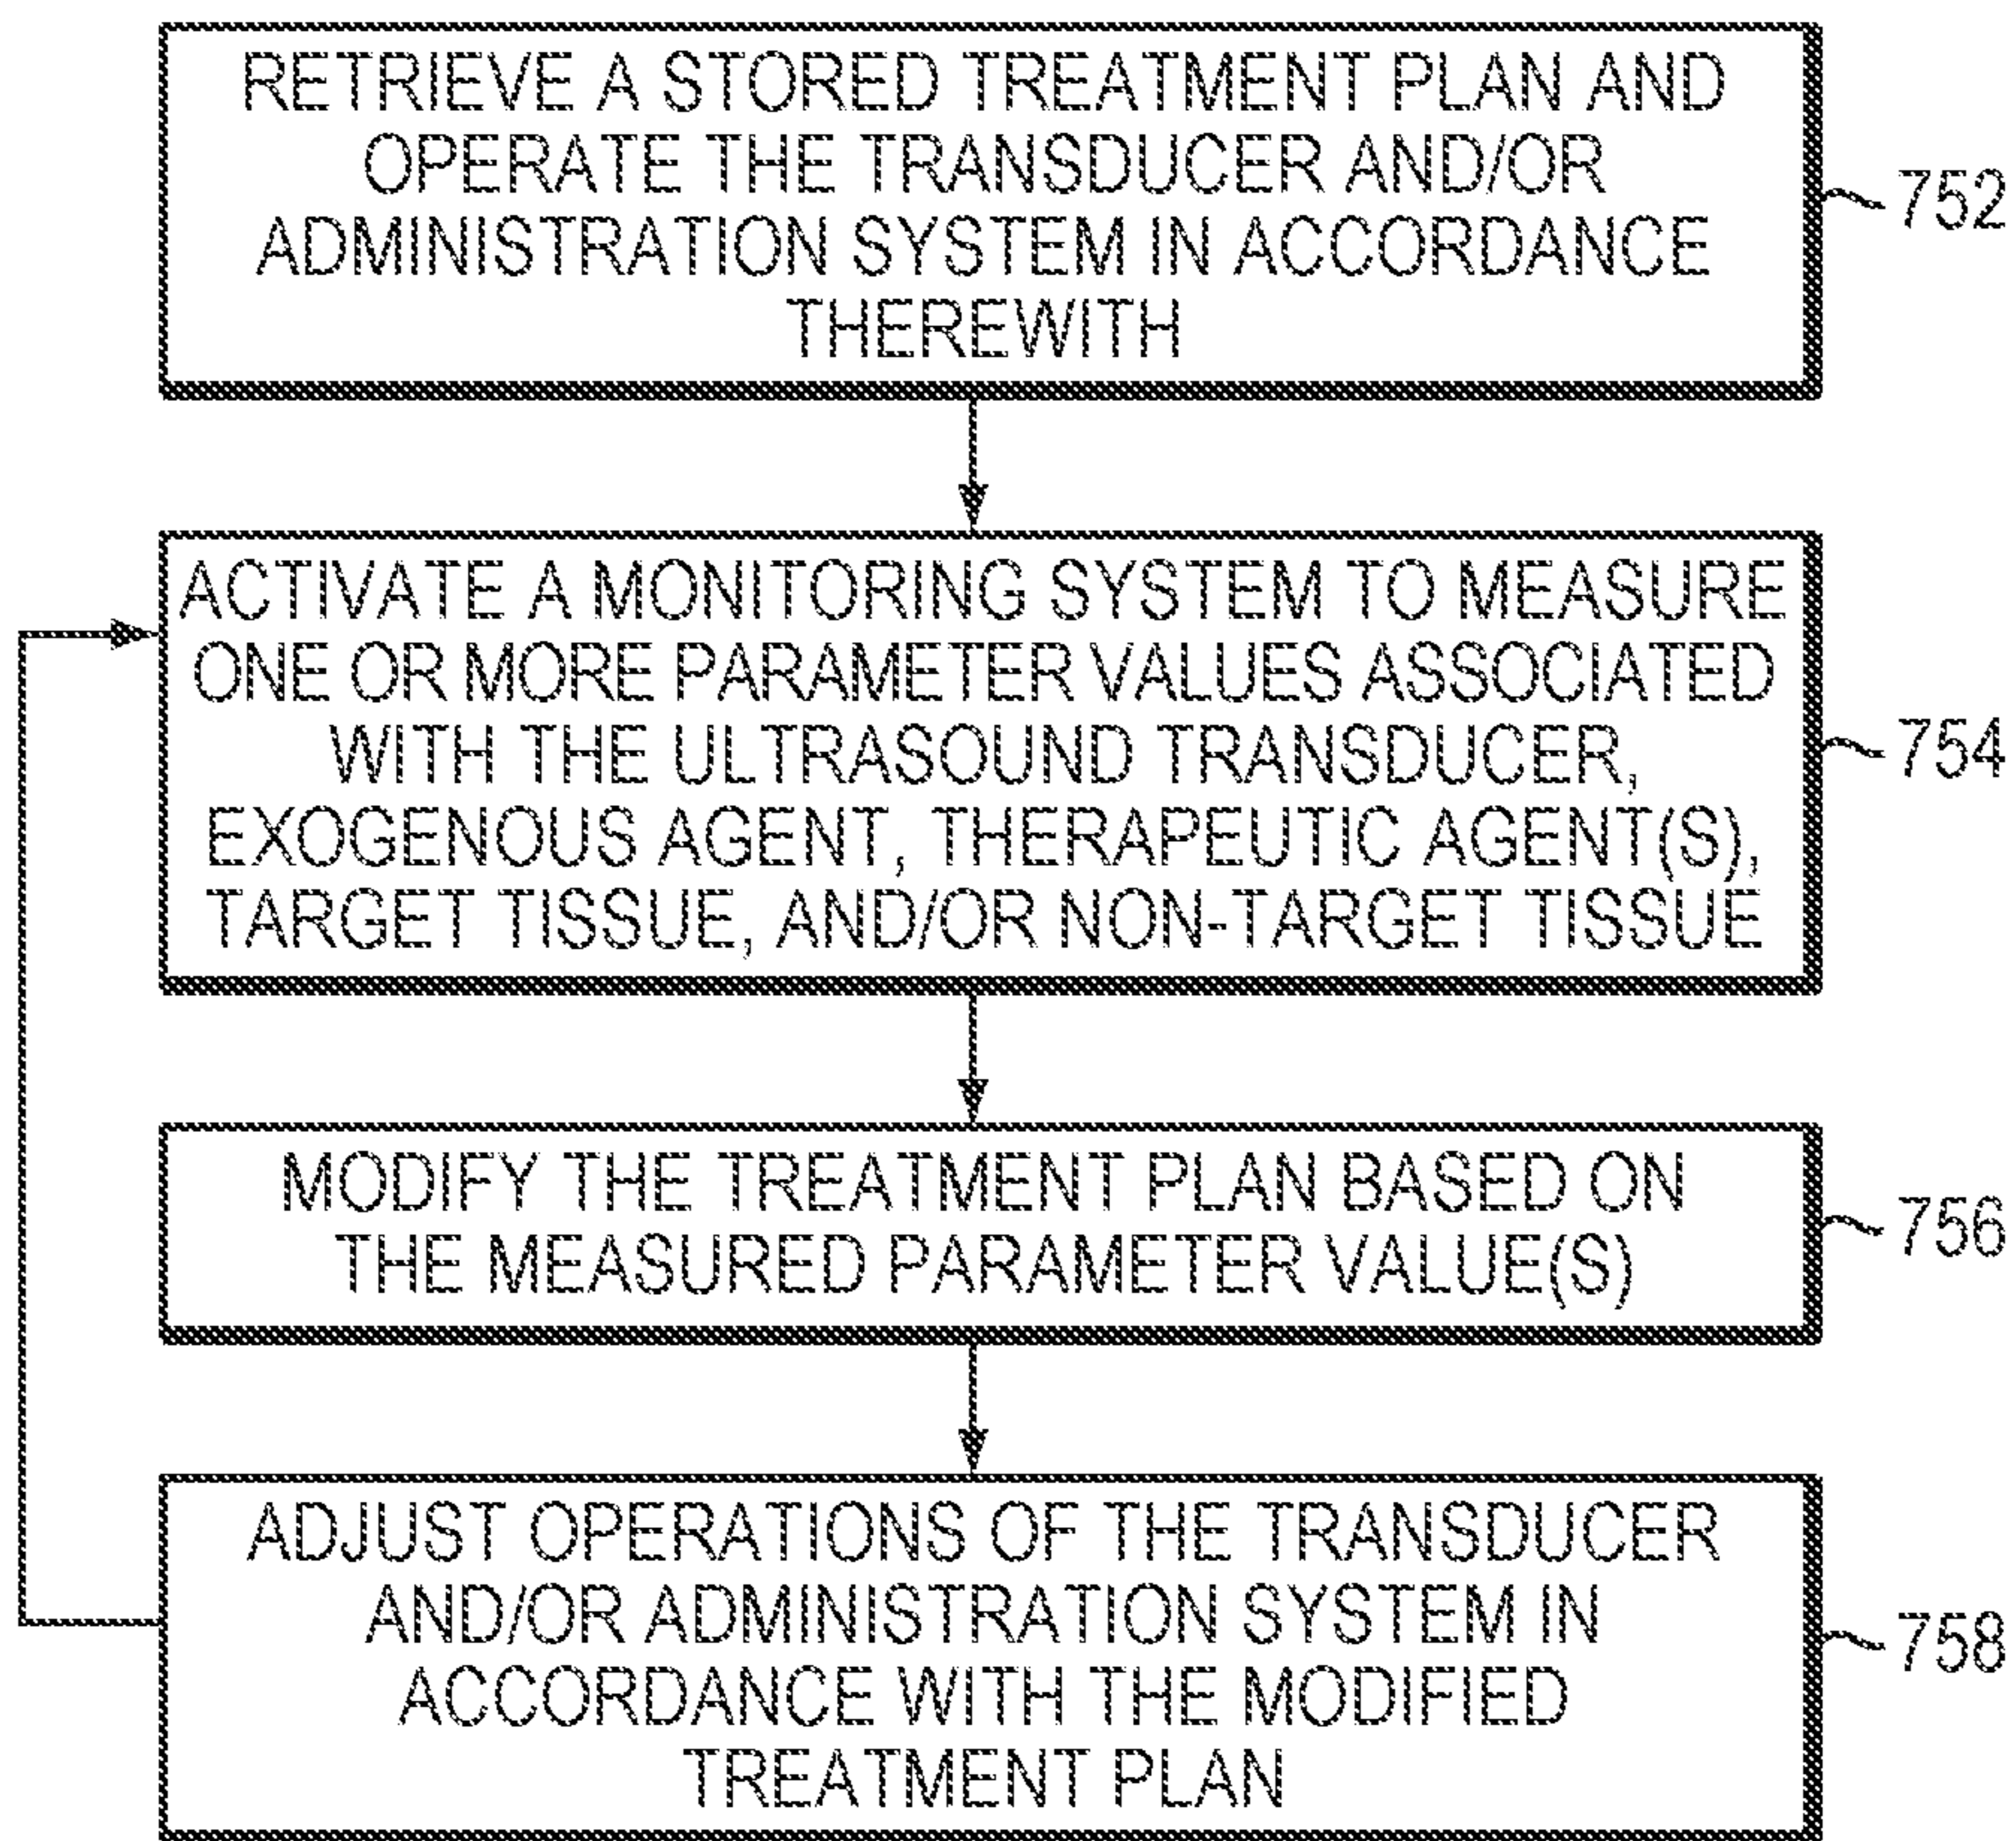 RETRIEVE A STORED TREATMENT PLAN AND
OPERATE THE TRANSDUCER AND/OR
ADMINISTRATION SYSTEM IN ACCORDANCE
THEREWITH
752
ACTIVATE A MONITORING SYSTEM TO MEASURE
ONE OR MORE PARAMETER VALUES ASSOCIATED
WITH THE ULTRASOUND TRANSDUCER,
EXOGENOUS AGENT, THERAPEUTIC AGENT(S),
TARGET TISSUE, AND/OR NON-TARGET TISSUE
754
MODIFY THE TREATMENT PLAN BASED ON
THE MEASURED PARAMETER VALUE(S)
756
ADJUST OPERATIONS OF THE TRANSDUCER
AND/OR ADMINISTRATION SYSTEM IN
ACCORDANCE WITH THE MODIFIED
TREATMENT PLAN
758